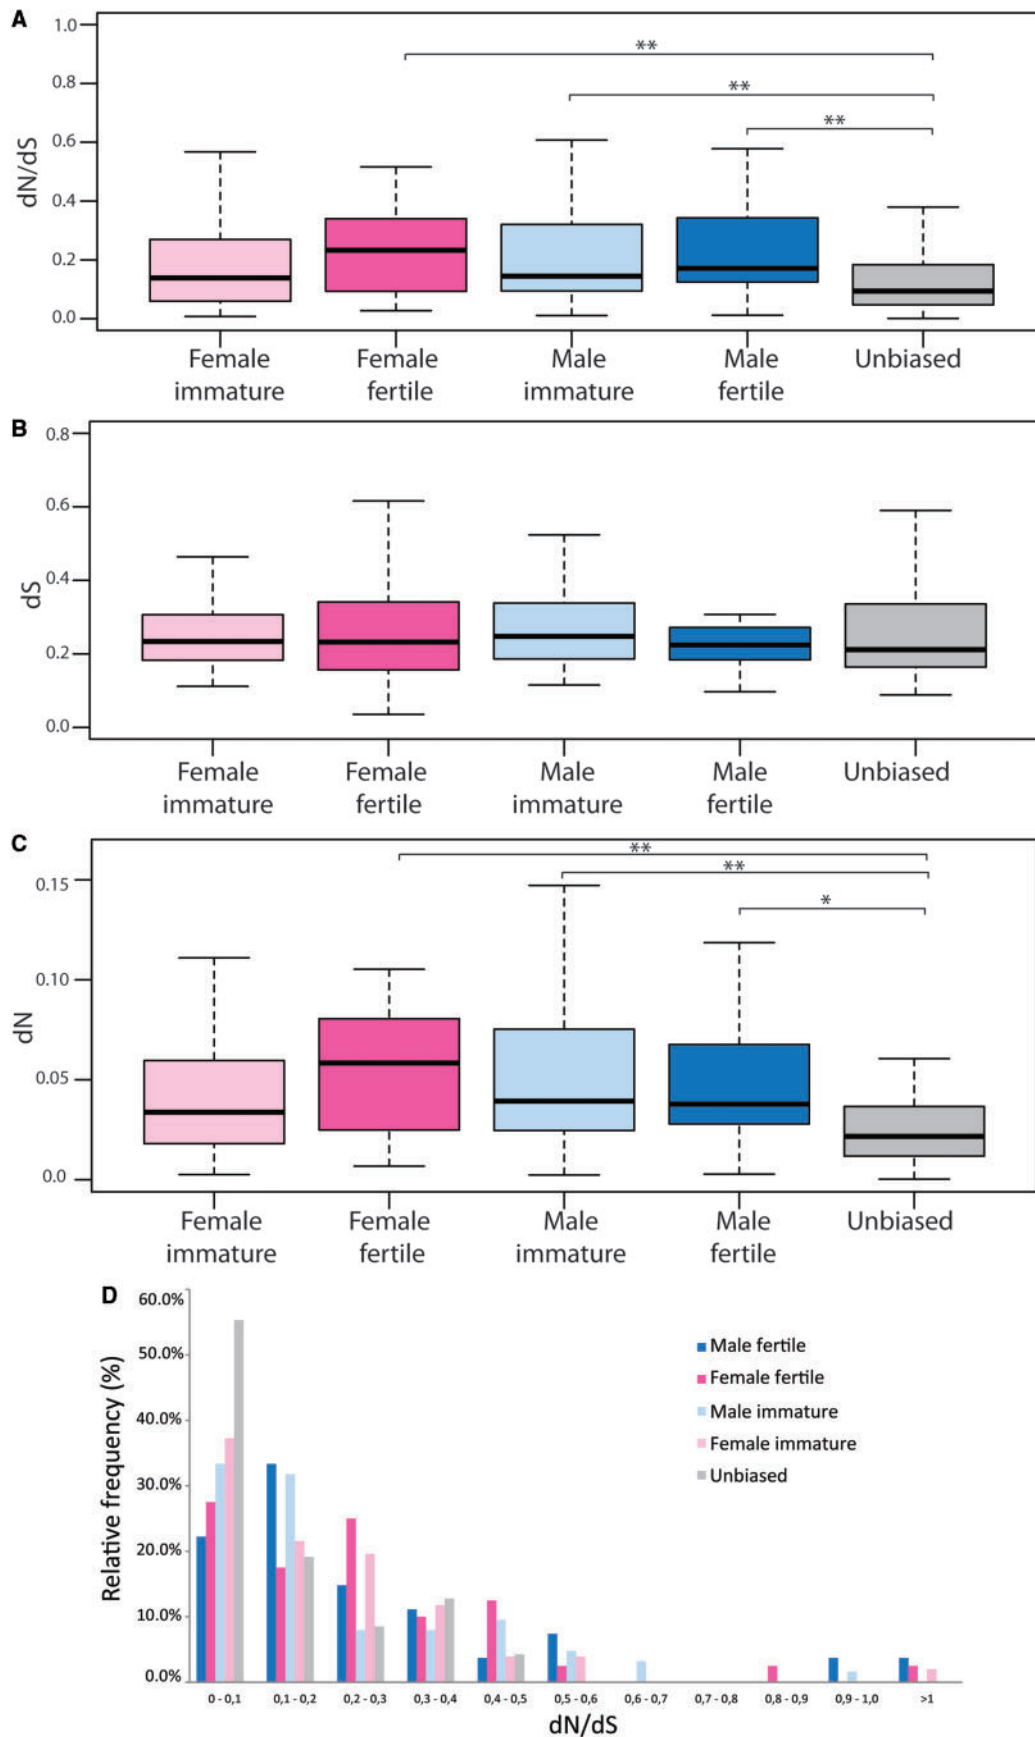 A
1.0
0.8
0.6
0.4
0.2
0.0
dN/dS
**
**
**
Female immature
Female fertile
Male immature
Male fertile
Unbiased
B
0.8
0.6
0.4
0.2
0.0
dS
Female immature
Female fertile
Male immature
Male fertile
Unbiased
C
0.15
0.10
0.05
0.0
dN
**
**
*
Female immature
Female fertile
Male immature
Male fertile
Unbiased
D
60.0%
50.0%
40.0%
30.0%
20.0%
10.0%
0.0%
Relative frequency (%)
Male fertile
Female fertile
Male immature
Female immature
Unbiased
0 - 0,1
0,1 - 0,2
0,2 - 0,3
0,3 - 0,4
0,4 - 0,5
0,5 - 0,6
0,6 - 0,7
0,7 - 0,8
0,8 - 0,9
0,9 - 1,0
>1
dN/dS